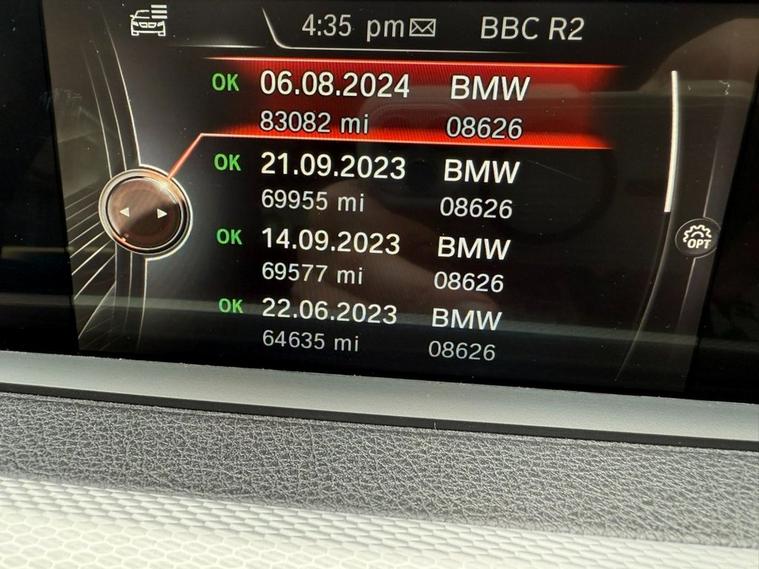 4:35 pm BBC R2
OK 06.08.2024 BMW
83082 mi 08626
OK 21.09.2023 BMW
69955 mi 08626
OPT
OK 14.09.2023 BMW
69577 mi 08626
OK 22.06.2023 BMW
64635 mi 08626